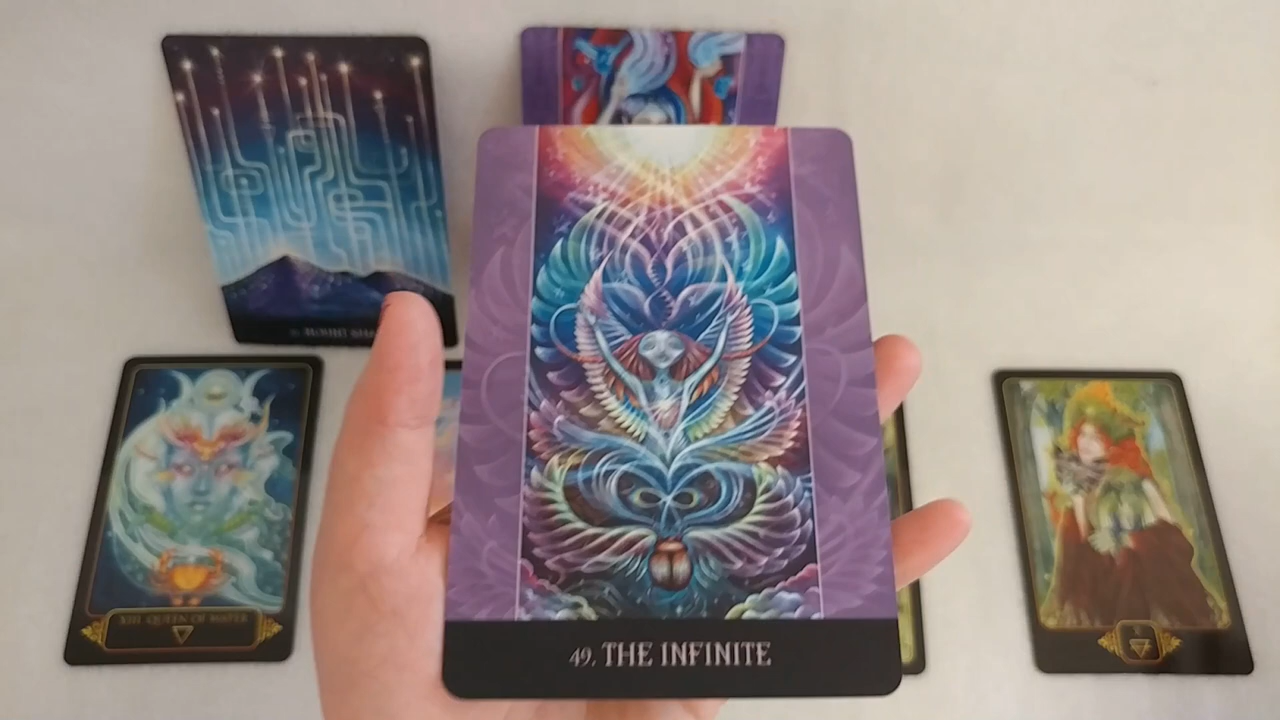 XIII QUEEN OF WATER
49. THE INFINITE